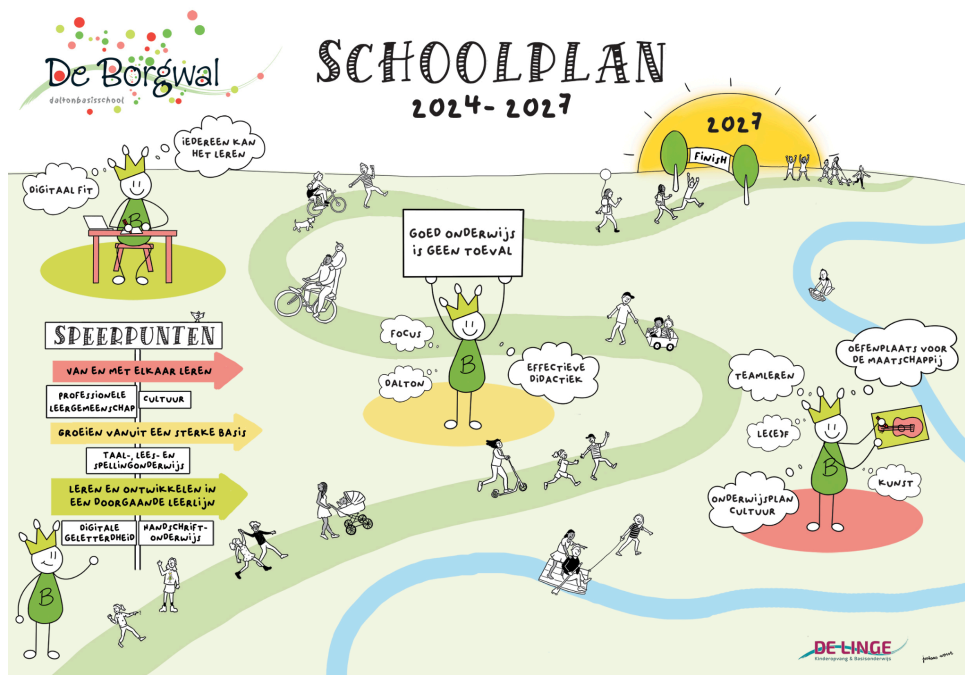 De Borgwal
daltonbasisschool
SCHOOLPLAN
2024-2027
2027
FINISH
IEDEREEN KAN
HET LEREN
DIGITAAL FIT
B
GOED ONDERWIJS
IS GEEN TOEVAL
FOCUS
DALTON
EFFECTIEVE
DIDACTIEK
B
SPEERPUNTEN
VAN EN MET ELKAAR LEREN
PROFESSIONELE
LEERGEMEENSCHAP
CULTUUR
GROEIEN VANUIT EEN STERKE BASIS
TAAL-, LEES- EN
SPELLINGONDERWIJS
LEREN EN ONTWIKKELEN IN
EEN DOORGAANDE LEERLIJN
DIGITALE
GELETTERDHEID
HANDSCHRIFT-
ONDERWIJS
B
OEFENPLAATS VOOR
DE MAATSCHAPPIJ
TEAMLEREN
LE(E)F
KUNST
ONDERWIJSPLAN
CULTUUR
B
DE LINGE
Kinderopvang & Basisonderwijs